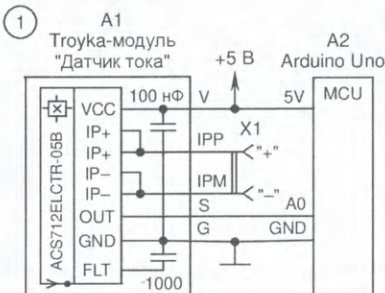 1
A1
Troyka-модуль
"Датчик тока"
+5 В
A2
Arduino Uno
ACS712ELCTR-05B
VCC
IP+
IP+
IP–
IP–
OUT
GND
FLT
100 нФ
1000
V
IPP
IPM
S
G
X1
"+"
"–"
5V
MCU
A0
GND